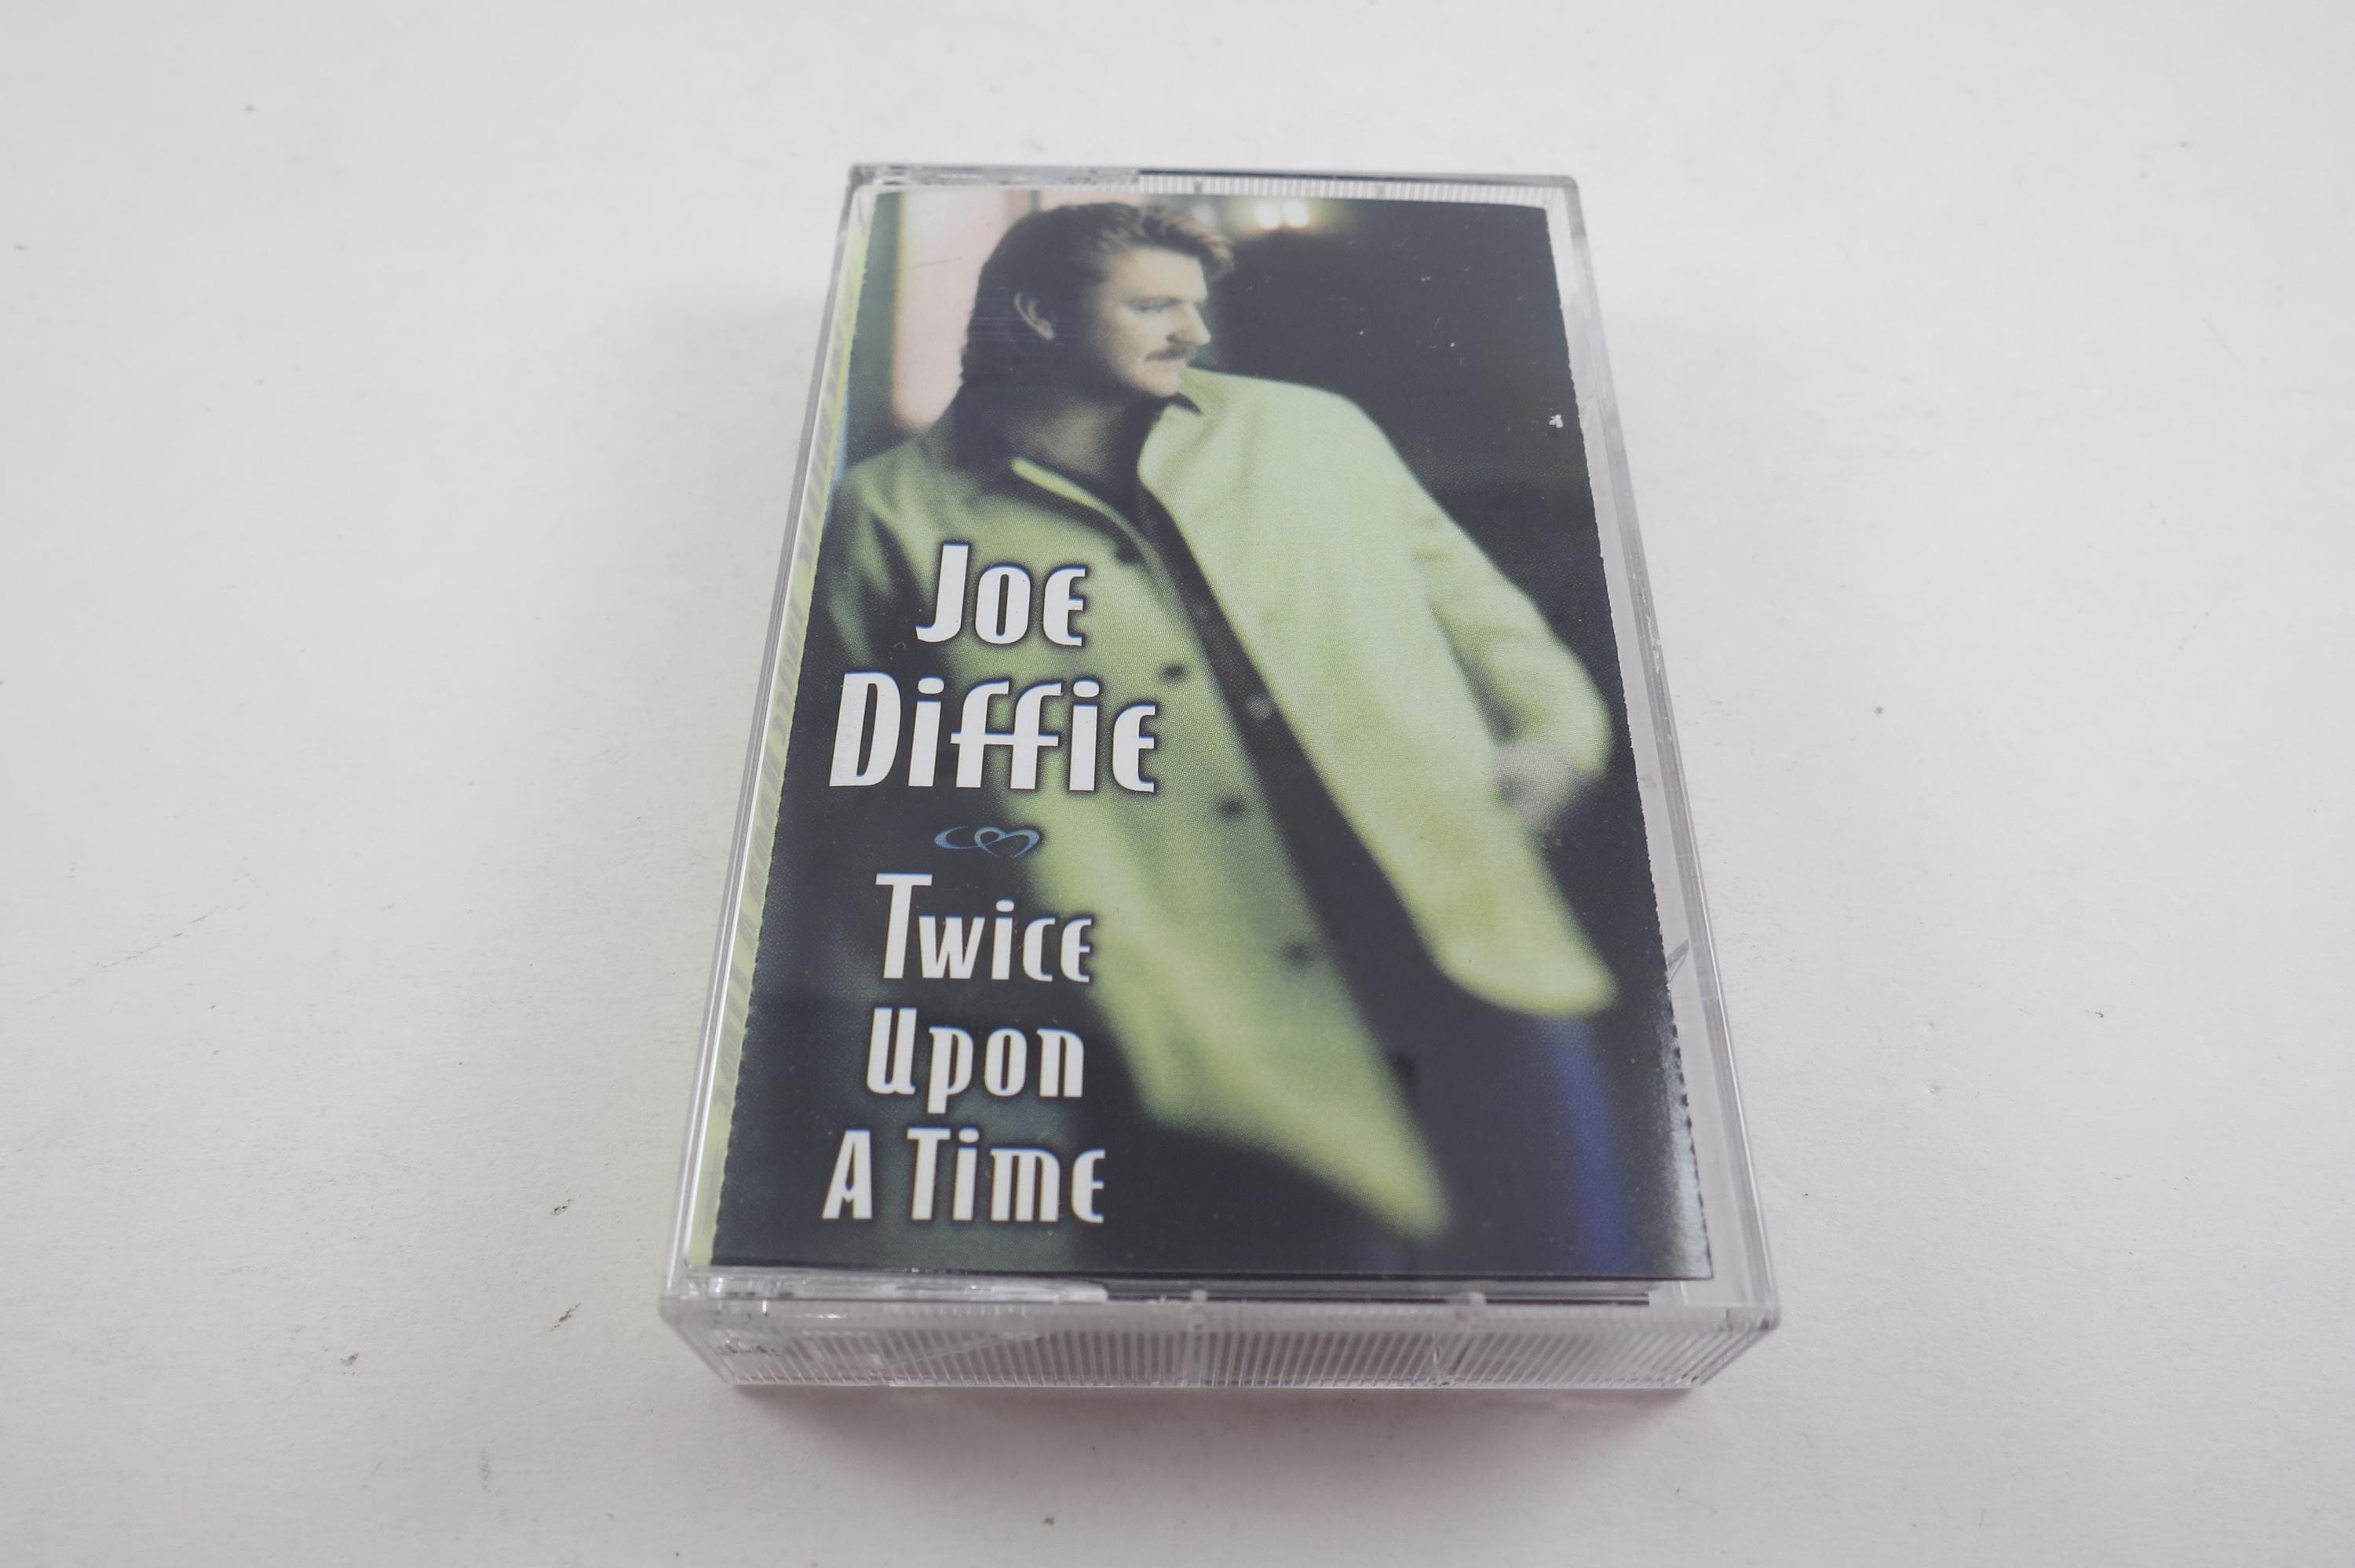 Joe
Diffie
Twice
Upon
A Time